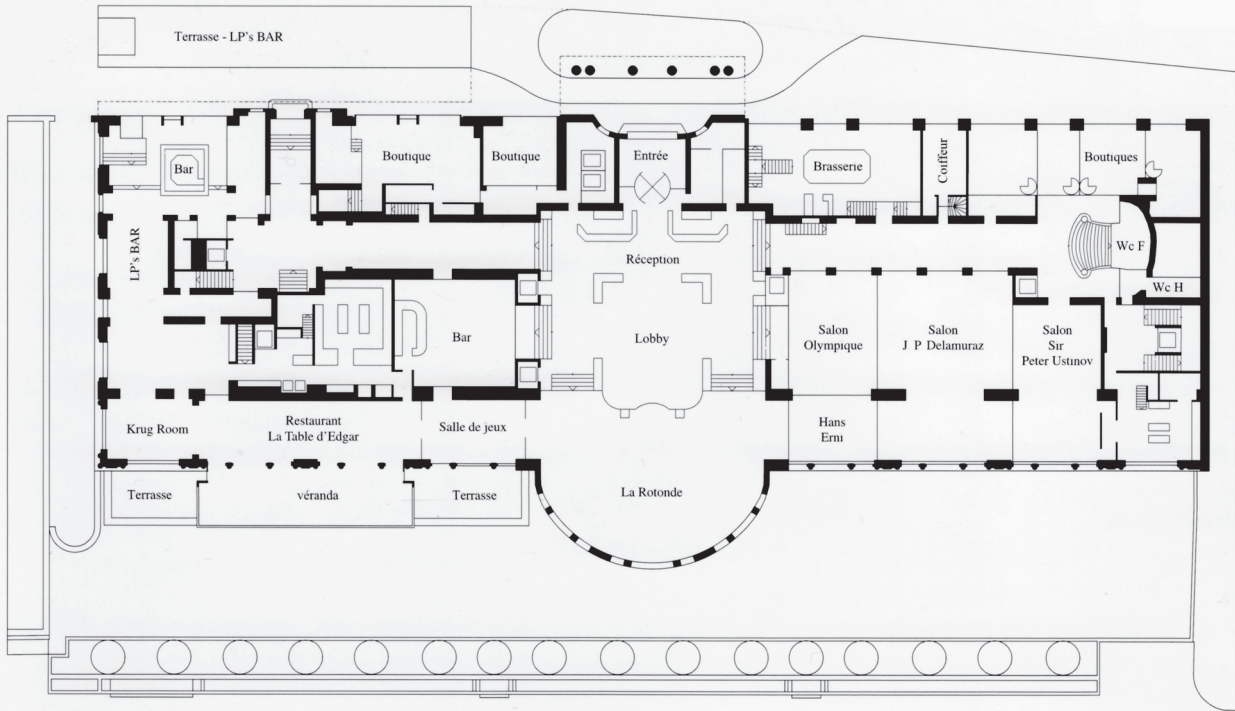 Terrasse - LP's BAR
Bar
Boutique
Boutique
Entrée
Brasserie
Coiffeur
Boutiques
LP's BAR
Réception
Wc F
Wc H
Bar
Lobby
Salon
Olympique
Salon
J P Delamuraz
Salon
Sir
Peter Ustinov
Krug Room
Restaurant
La Table d'Edgar
Salle de jeux
Hans
Erni
Terrasse
véranda
Terrasse
La Rotonde